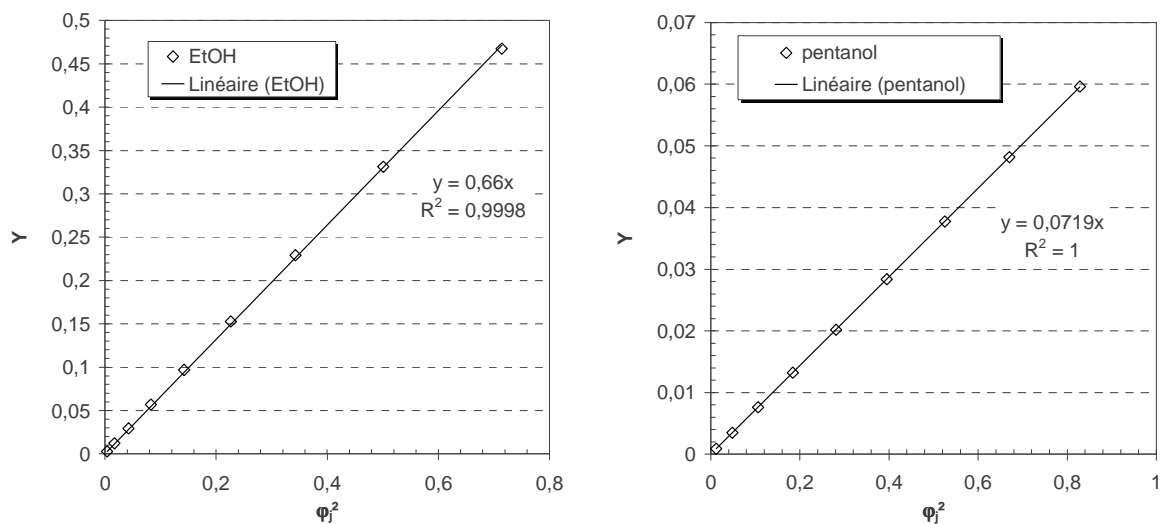 0,5
0,45
0,4
0,35
0,3
0,25
0,2
0,15
0,1
0,05
0
Y
EtOH
Linéaire (EtOH)
y = 0,66x
R² = 0,9998
0 0,2 0,4 0,6 0,8
φj²
0,07
0,06
0,05
0,04
0,03
0,02
0,01
0
Y
pentanol
Linéaire (pentanol)
y = 0,0719x
R² = 1
0 0,2 0,4 0,6 0,8 1
φj²